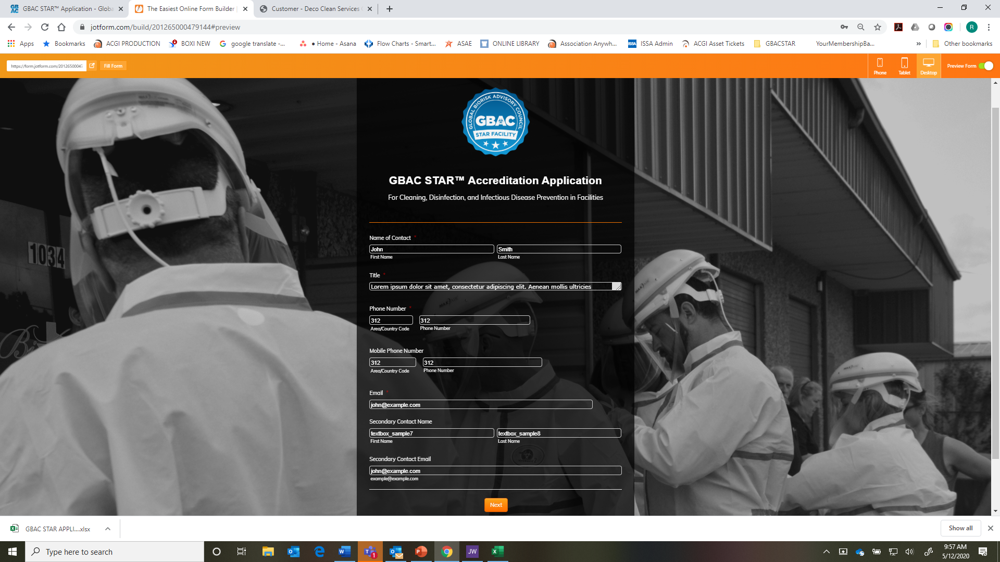 GBAC STAR™ Application - Globa
The Easiest Online Form Builder
Customer - Deco Clean Services
jotform.com/build/201265000479144#preview
R
Apps
Bookmarks
ACGI PRODUCTION
BOXI NEW
google translate -...
• Home - Asana
Flow Charts - Smart...
ASAE
ONLINE LIBRARY
Association Anywh...
ISSA Admin
ACGI Asset Tickets
GBACSTAR
YourMembershipBa...
»
Other bookmarks
https://form.jotform.com/2012650004
Fill Form
Phone
Tablet
Desktop
Preview Form
GLOBAL BIORISK ADVISORY COUNCIL
GBAC
STAR FACILITY
GBAC STAR™ Accreditation Application
For Cleaning, Disinfection, and Infectious Disease Prevention in Facilities
1034
Name of Contact *
John Smith
First Name Last Name
Title *
Lorem ipsum dolor sit amet, consectetur adipiscing elit. Aenean mollis ultricies
Phone Number *
312 312
Area/Country Code Phone Number
Mobile Phone Number
312 312
Area/Country Code Phone Number
Email *
john@example.com
Secondary Contact Name
textbox_sample7 textbox_sample8
First Name Last Name
Secondary Contact Email
john@example.com
example@example.com
Next
GBAC STAR APPLI....xlsx
Show all
Type here to search
JW
1
9:57 AM
5/12/2020